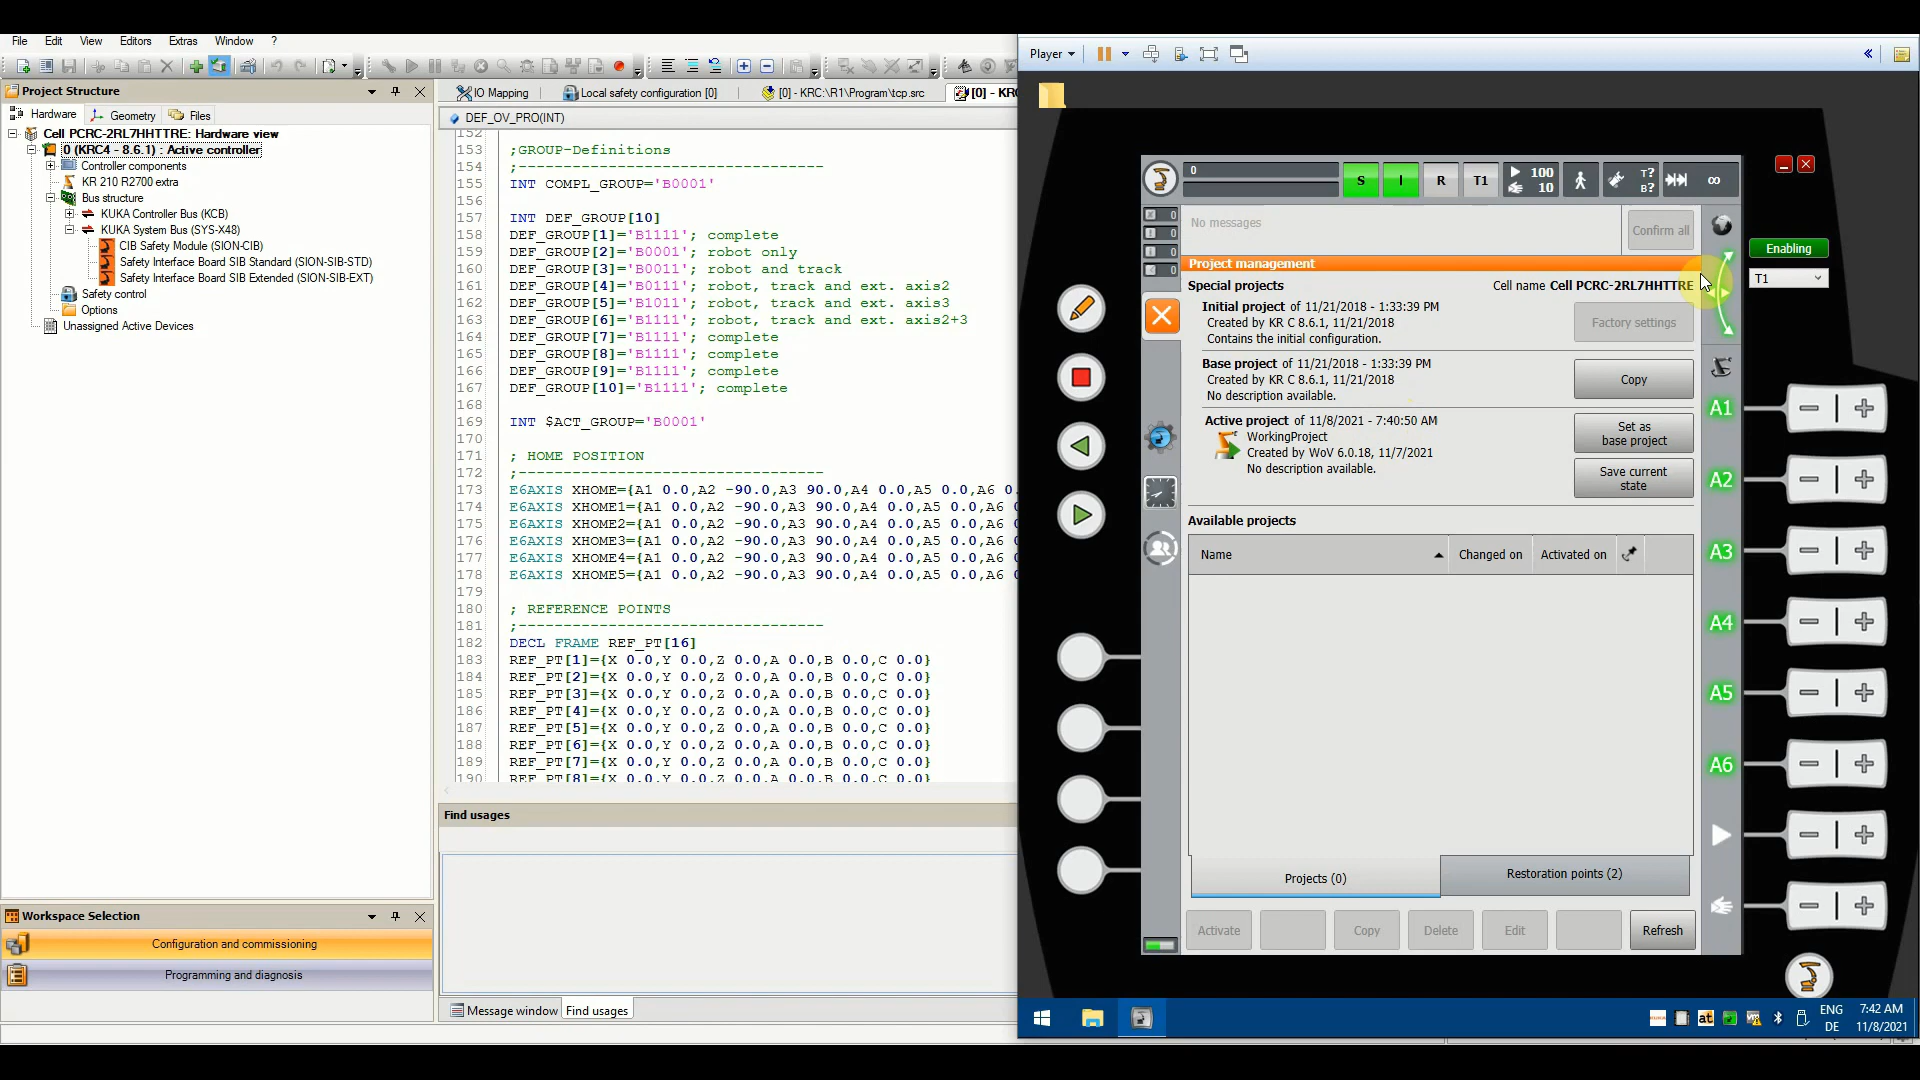 File Edit View Editors Extras Window ?
Project Structure
Hardware Geometry Files
Cell PCRC-2RL7HHTTRE: Hardware view
0 (KRC4 - 8.6.1) : Active controller
Controller components
KR 210 R2700 extra
Bus structure
KUKA Controller Bus (KCB)
KUKA System Bus (SYS-X48)
CIB Safety Module (SION-CIB)
Safety Interface Board SIB Standard (SION-SIB-STD)
Safety Interface Board SIB Extended (SION-SIB-EXT)
Safety control
Options
Unassigned Active Devices
Workspace Selection
Configuration and commissioning
Programming and diagnosis
IO Mapping Local safety configuration [0] [0] - KRC:\R1\Program\tcp.src [0] - KR
DEF_OV_PRO(INT)
152
153 ;GROUP-Definitions
154 ;---------------------------------
155 INT COMPL_GROUP='B0001'
156
157 INT DEF_GROUP[10]
158 DEF_GROUP[1]='B1111'; complete
159 DEF_GROUP[2]='B0001'; robot only
160 DEF_GROUP[3]='B0011'; robot and track
161 DEF_GROUP[4]='B0111'; robot, track and ext. axis2
162 DEF_GROUP[5]='B1011'; robot, track and ext. axis3
163 DEF_GROUP[6]='B1111'; robot, track and ext. axis2+3
164 DEF_GROUP[7]='B1111'; complete
165 DEF_GROUP[8]='B1111'; complete
166 DEF_GROUP[9]='B1111'; complete
167 DEF_GROUP[10]='B1111'; complete
168
169 INT $ACT_GROUP='B0001'
170
171 ; HOME POSITION
172 ;---------------------------------
173 E6AXIS XHOME={A1 0.0,A2 -90.0,A3 90.0,A4 0.0,A5 0.0,A6 0
174 E6AXIS XHOME1={A1 0.0,A2 -90.0,A3 90.0,A4 0.0,A5 0.0,A6
175 E6AXIS XHOME2={A1 0.0,A2 -90.0,A3 90.0,A4 0.0,A5 0.0,A6
176 E6AXIS XHOME3={A1 0.0,A2 -90.0,A3 90.0,A4 0.0,A5 0.0,A6
177 E6AXIS XHOME4={A1 0.0,A2 -90.0,A3 90.0,A4 0.0,A5 0.0,A6
178 E6AXIS XHOME5={A1 0.0,A2 -90.0,A3 90.0,A4 0.0,A5 0.0,A6
179
180 ; REFERENCE POINTS
181 ;---------------------------------
182 DECL FRAME REF_PT[16]
183 REF_PT[1]={X 0.0,Y 0.0,Z 0.0,A 0.0,B 0.0,C 0.0}
184 REF_PT[2]={X 0.0,Y 0.0,Z 0.0,A 0.0,B 0.0,C 0.0}
185 REF_PT[3]={X 0.0,Y 0.0,Z 0.0,A 0.0,B 0.0,C 0.0}
186 REF_PT[4]={X 0.0,Y 0.0,Z 0.0,A 0.0,B 0.0,C 0.0}
187 REF_PT[5]={X 0.0,Y 0.0,Z 0.0,A 0.0,B 0.0,C 0.0}
188 REF_PT[6]={X 0.0,Y 0.0,Z 0.0,A 0.0,B 0.0,C 0.0}
189 REF_PT[7]={X 0.0,Y 0.0,Z 0.0,A 0.0,B 0.0,C 0.0}
190 REF_PT[8]={X 0.0,Y 0.0,Z 0.0,A 0.0,B 0.0,C 0.0}
Find usages
Message window Find usages
Player
0 S I R T1 100 10 T? B? ∞
0
0
0
0
No messages Confirm all
Project management
Special projects Cell name Cell PCRC-2RL7HHTTRE
Initial project of 11/21/2018 - 1:33:39 PM
Created by KR C 8.6.1, 11/21/2018
Contains the initial configuration.
Factory settings
Base project of 11/21/2018 - 1:33:39 PM
Created by KR C 8.6.1, 11/21/2018
No description available.
Copy
Active project of 11/8/2021 - 7:40:50 AM
WorkingProject
Created by WoV 6.0.18, 11/7/2021
No description available.
Set as
base project
Save current
state
Available projects
Name Changed on Activated on
Projects (0) Restoration points (2)
Activate Copy Delete Edit Refresh
Enabling
T1
A1
A2
A3
A4
A5
A6
at ENG 7:42 AM
DE 11/8/2021